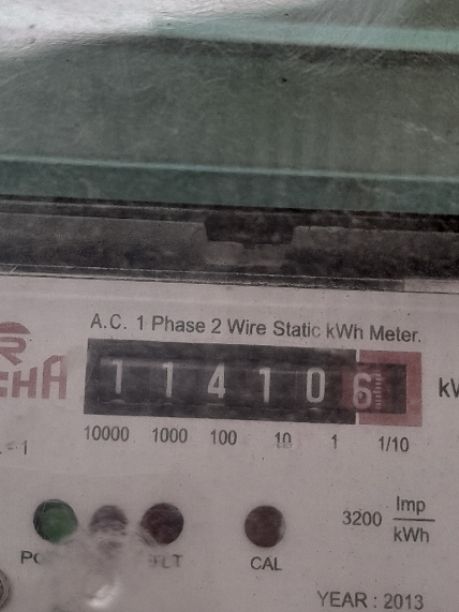 A.C. 1 Phase 2 Wire Static kWh Meter.
1 1 4 1 0 6
10000 1000 100 10 1 1/10
CAL
3200 Imp
kWh
YEAR : 2013